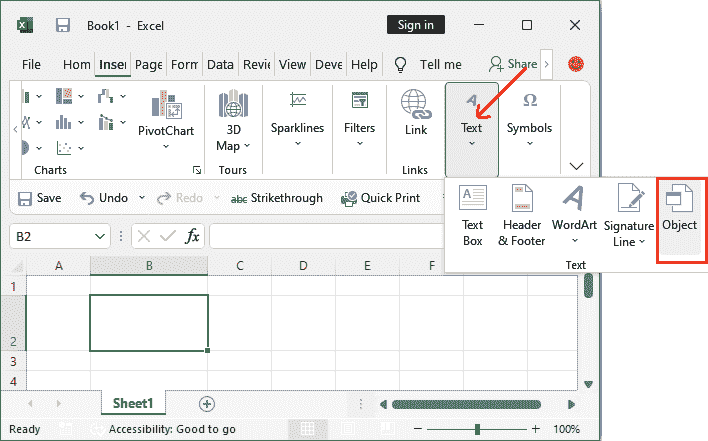 Book1 - Excel
Sign in
File Hom Inser Page Form Data Revie View Deve Help Tell me Share
PivotChart
3D Map
Sparklines
Filters
Link
Text
Symbols
Charts Tours Links
Save Undo Redo abc Strikethrough Quick Print
Text Box
Header & Footer
WordArt
Signature Line
Object
Text
B2 fx
A B C D E F
1
2
3
4
Sheet1
Ready Accessibility: Good to go 100%